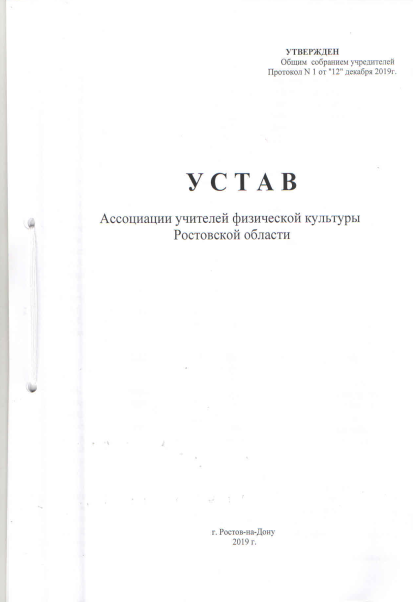 УТВЕРЖДЕН
Общим собранием учредителей
Протокол N 1 от "12" декабря 2019г.
У С Т А В
Ассоциации учителей физической культуры
Ростовской области
г. Ростов-на-Дону
2019 г.